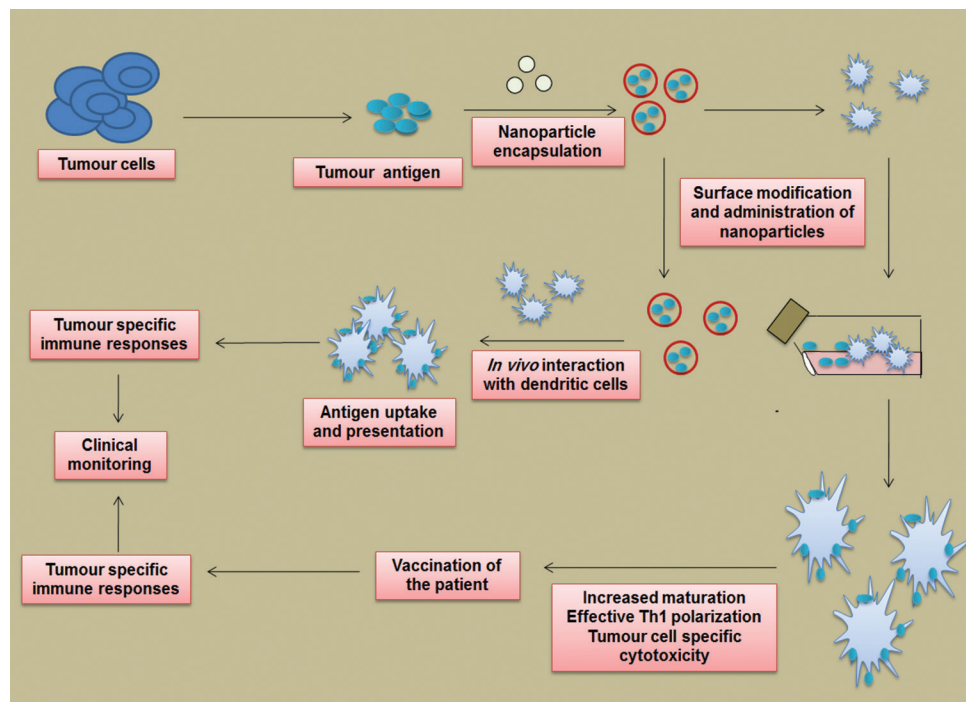 Tumour cells
Tumour antigen
Nanoparticle
encapsulation
Surface modification
and administration of
nanoparticles
Tumour specific
immune responses
In vivo interaction
with dendritic cells
Antigen uptake
and presentation
Clinical
monitoring
Tumour specific
immune responses
Vaccination of
the patient
Increased maturation
Effective Th1 polarization
Tumour cell specific
cytotoxicity